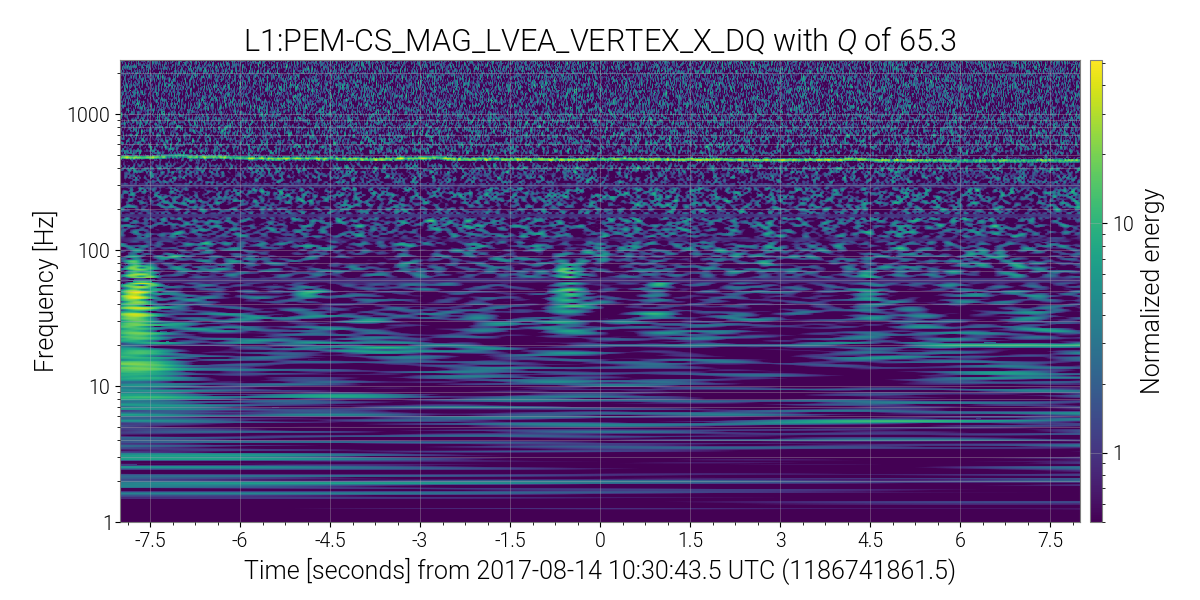 L1:PEM-CS_MAG_LVEA_VERTEX_X_DQ with Q of 65.3
1000
100
10
1
Frequency [Hz]
-7.5 -6 -4.5 -3 -1.5 0 1.5 3 4.5 6 7.5
Time [seconds] from 2017-08-14 10:30:43.5 UTC (1186741861.5)
10
1
Normalized energy